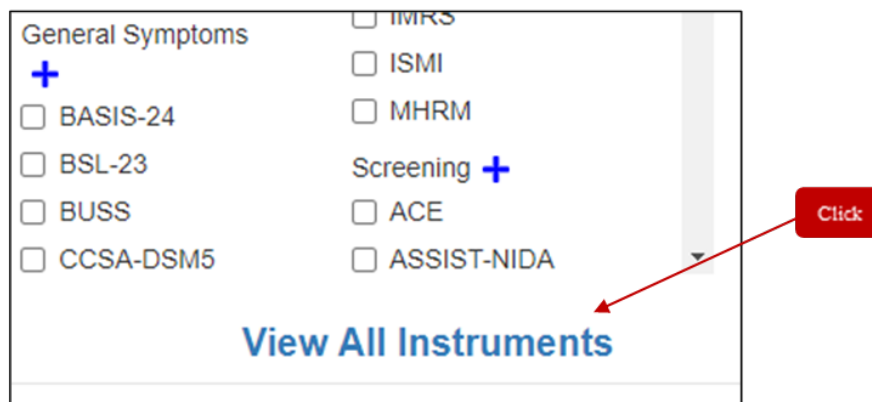 General Symptoms
BASIS-24
BSL-23
BUSS
CCSA-DSM5
IMRS
ISMI
MHRM
Screening
ACE
ASSIST-NIDA
View All Instruments
Click